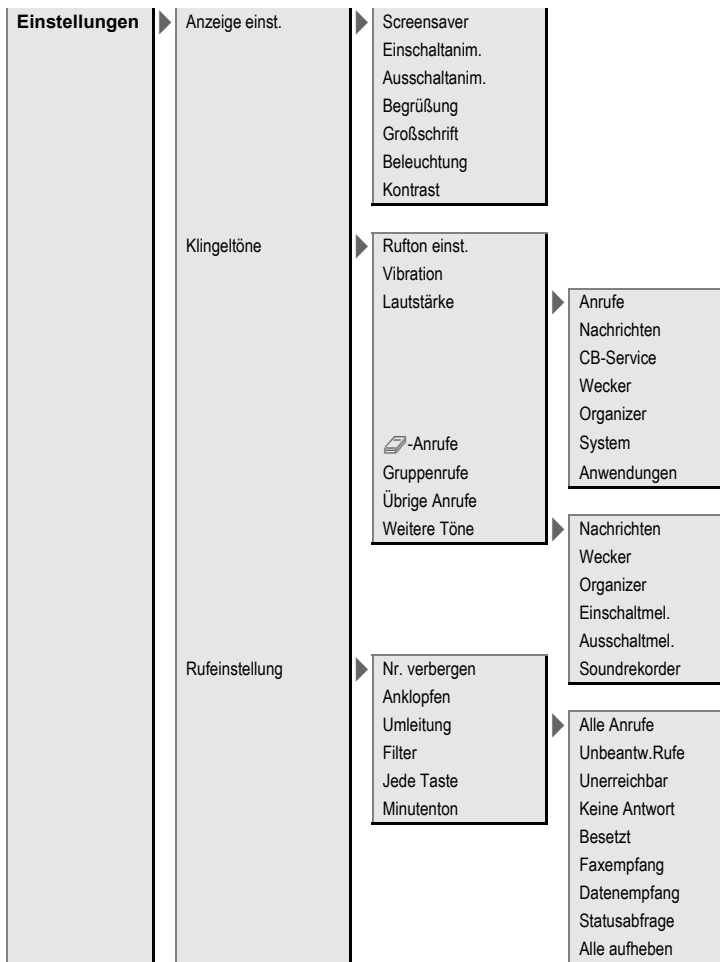 Einstellungen
Anzeige einst.
Screensaver
Einschaltanim.
Ausschaltanim.
Begrüßung
Großschrift
Beleuchtung
Kontrast
Klingeltöne
Rufton einst.
Vibration
Lautstärke
Anrufe
Nachrichten
CB-Service
Wecker
Organizer
System
Anwendungen
-Anrufe
Gruppenrufe
Übrige Anrufe
Weitere Töne
Nachrichten
Wecker
Organizer
Einschaltmel.
Ausschaltmel.
Soundrekorder
Rufeinstellung
Nr. verbergen
Anklopfen
Umleitung
Alle Anrufe
Unbeantw.Rufe
Unerreichbar
Keine Antwort
Besetzt
Faxempfang
Datenempfang
Statusabfrage
Alle aufheben
Filter
Jede Taste
Minutenton